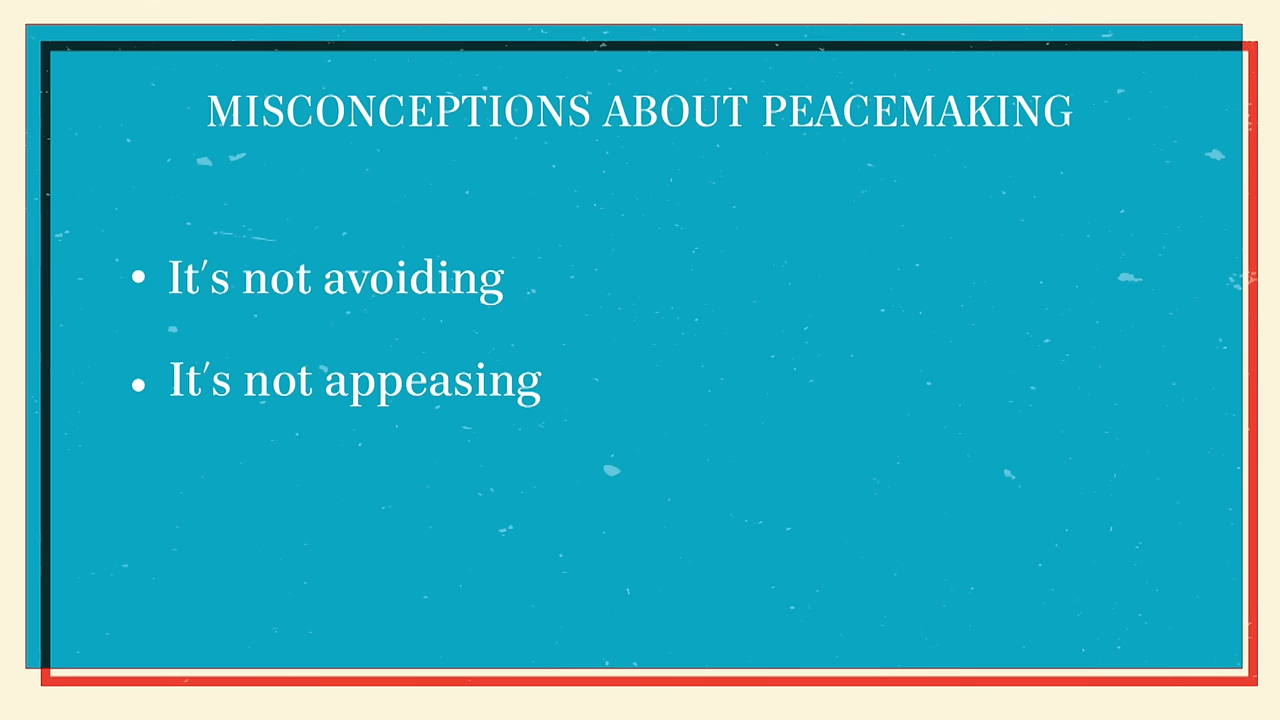 MISCONCEPTIONS ABOUT PEACEMAKING
• It's not avoiding
• It's not appeasing